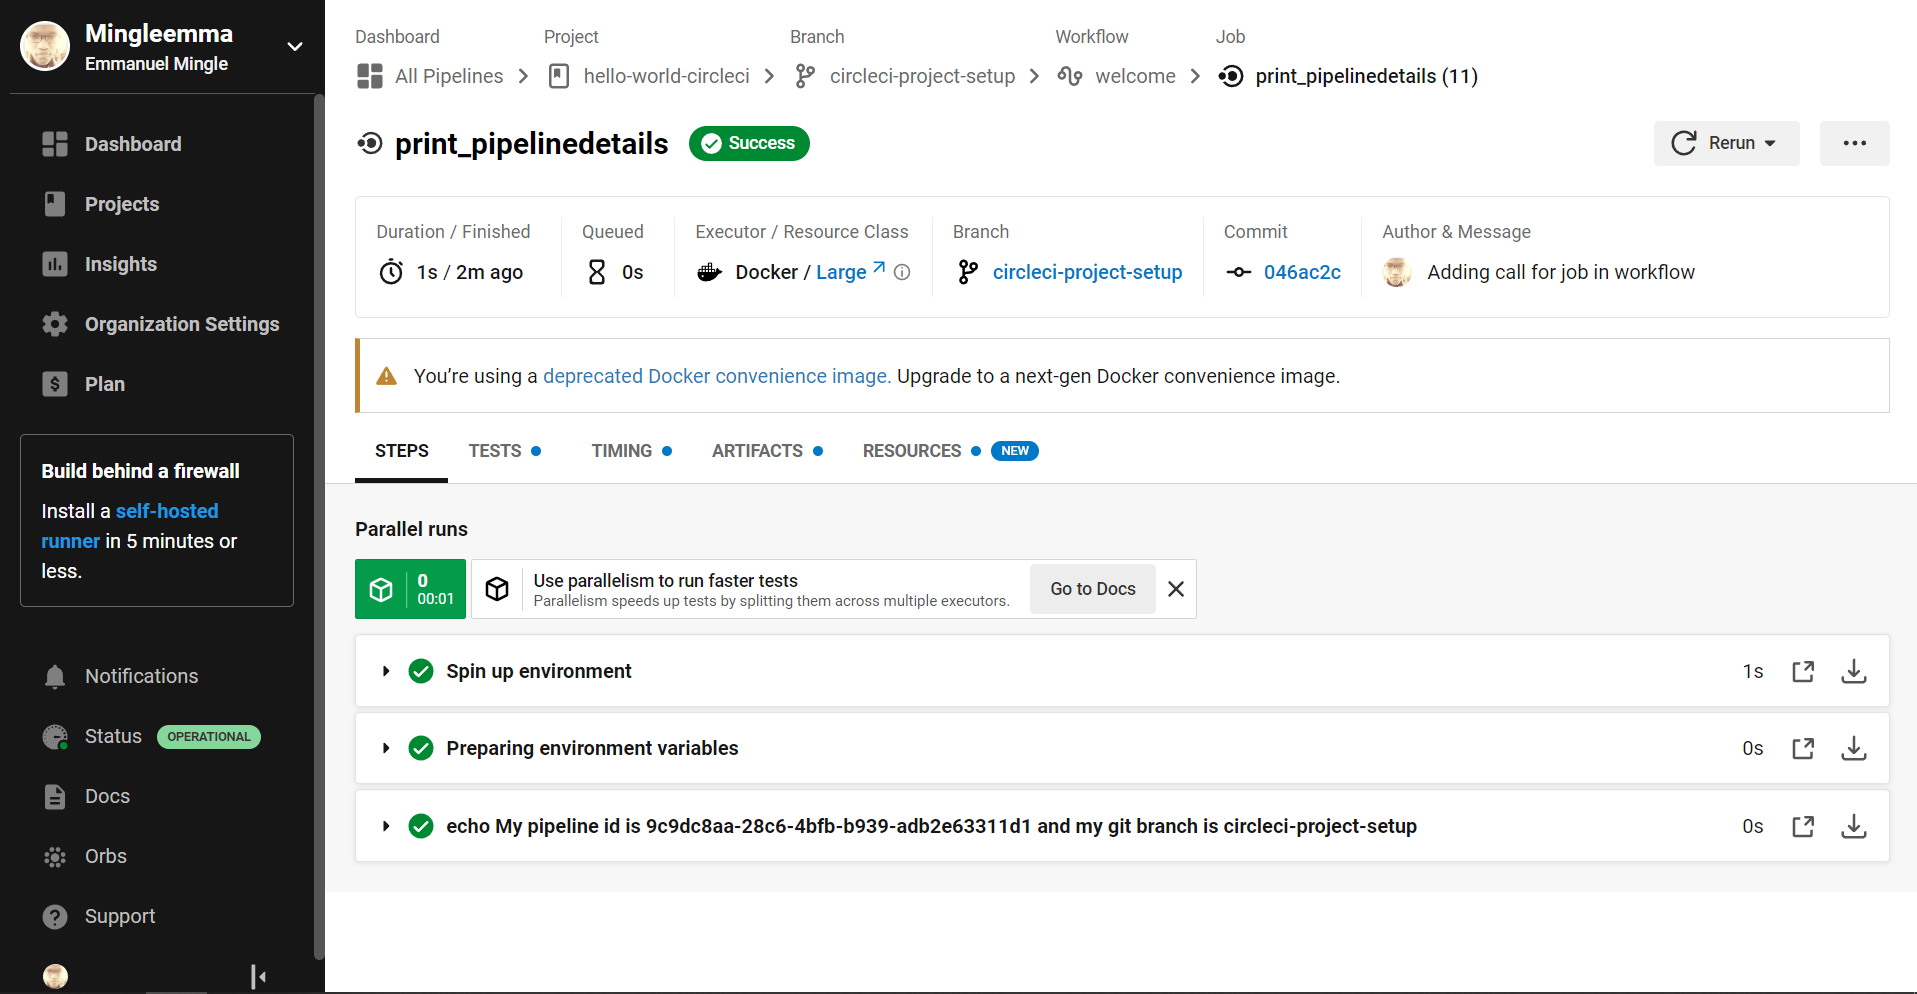 Mingleemma
Emmanuel Mingle
Dashboard
Projects
Insights
Organization Settings
Plan
Build behind a firewall
Install a self-hosted
runner in 5 minutes or
less.
Notifications
Status OPERATIONAL
Docs
Orbs
Support
Dashboard Project Branch Workflow Job
All Pipelines hello-world-circleci circleci-project-setup welcome print_pipelinedetails (11)
print_pipelinedetails Success Rerun
Duration / Finished Queued Executor / Resource Class Branch Commit Author & Message
1s / 2m ago 0s Docker / Large circleci-project-setup 046ac2c Adding call for job in workflow
You’re using a deprecated Docker convenience image. Upgrade to a next-gen Docker convenience image.
STEPS TESTS TIMING ARTIFACTS RESOURCES NEW
Parallel runs
0
00:01
Use parallelism to run faster tests
Parallelism speeds up tests by splitting them across multiple executors.
Go to Docs
Spin up environment 1s
Preparing environment variables 0s
echo My pipeline id is 9c9dc8aa-28c6-4bfb-b939-adb2e63311d1 and my git branch is circleci-project-setup 0s